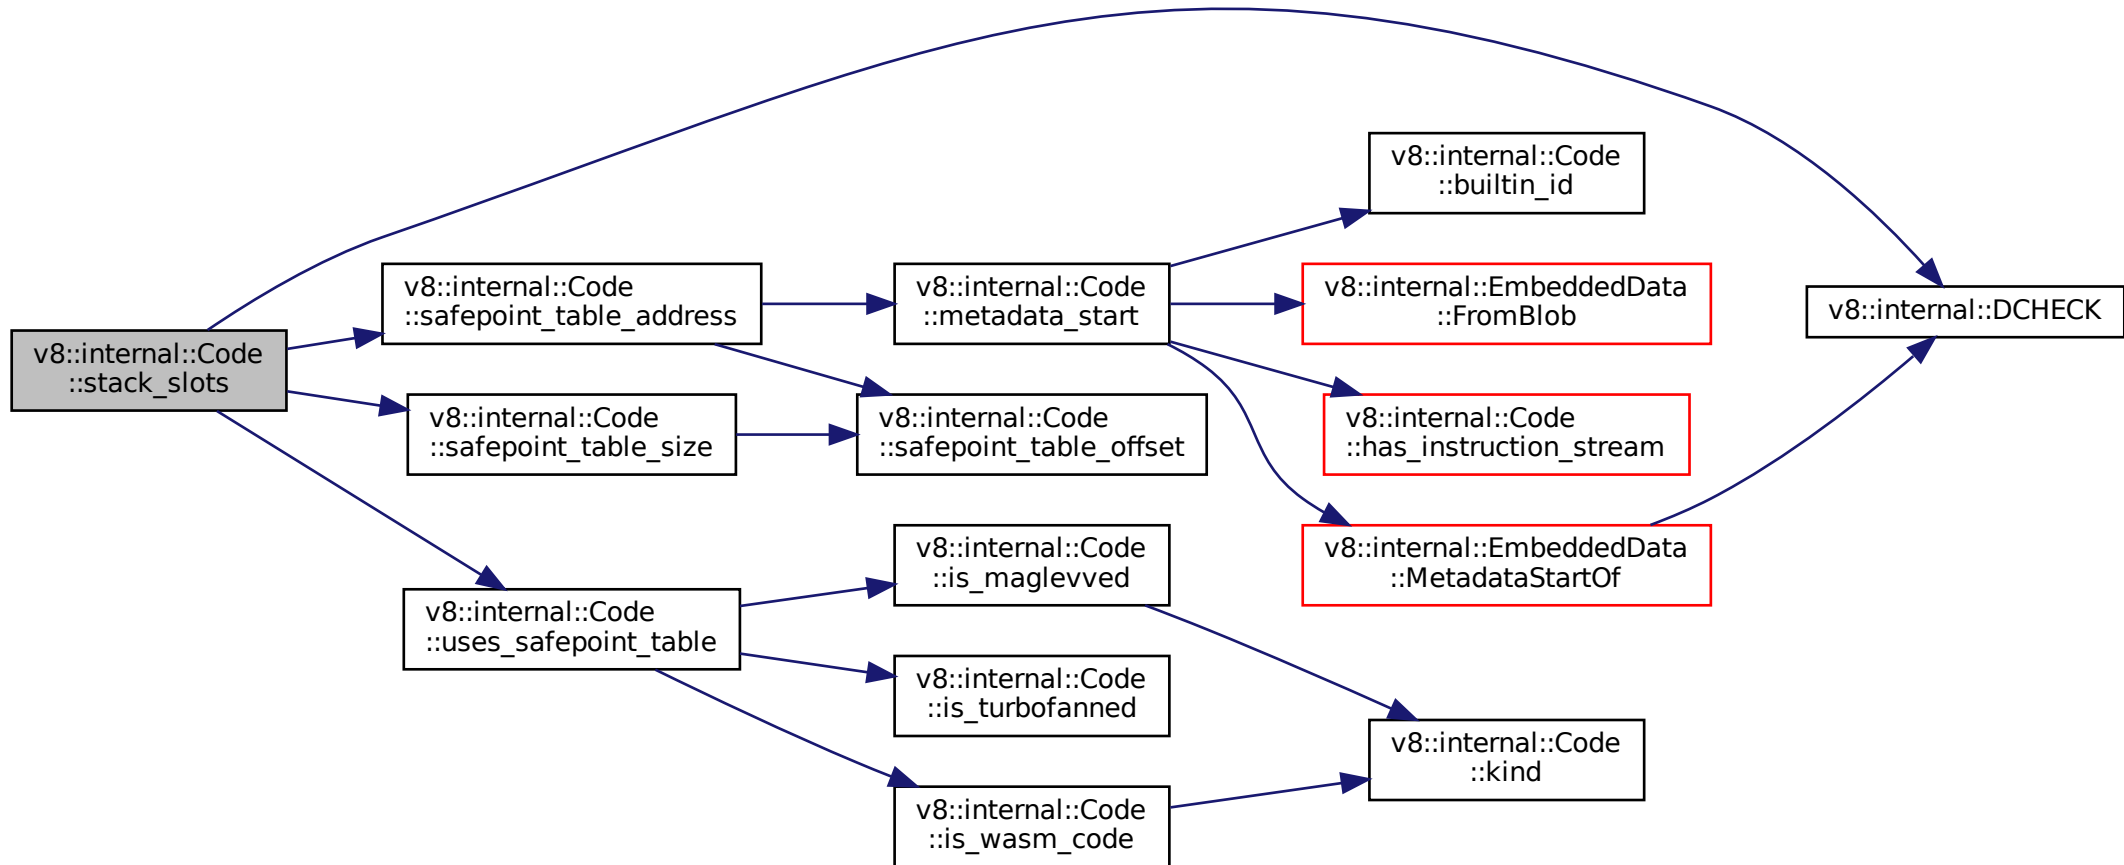 v8::internal::Code
::stack_slots
v8::internal::Code
::safepoint_table_address
v8::internal::Code
::safepoint_table_size
v8::internal::Code
::uses_safepoint_table
v8::internal::Code
::metadata_start
v8::internal::Code
::safepoint_table_offset
v8::internal::Code
::is_maglevved
v8::internal::Code
::is_turbofanned
v8::internal::Code
::is_wasm_code
v8::internal::Code
::builtin_id
v8::internal::EmbeddedData
::FromBlob
v8::internal::Code
::has_instruction_stream
v8::internal::EmbeddedData
::MetadataStartOf
v8::internal::Code
::kind
v8::internal::DCHECK